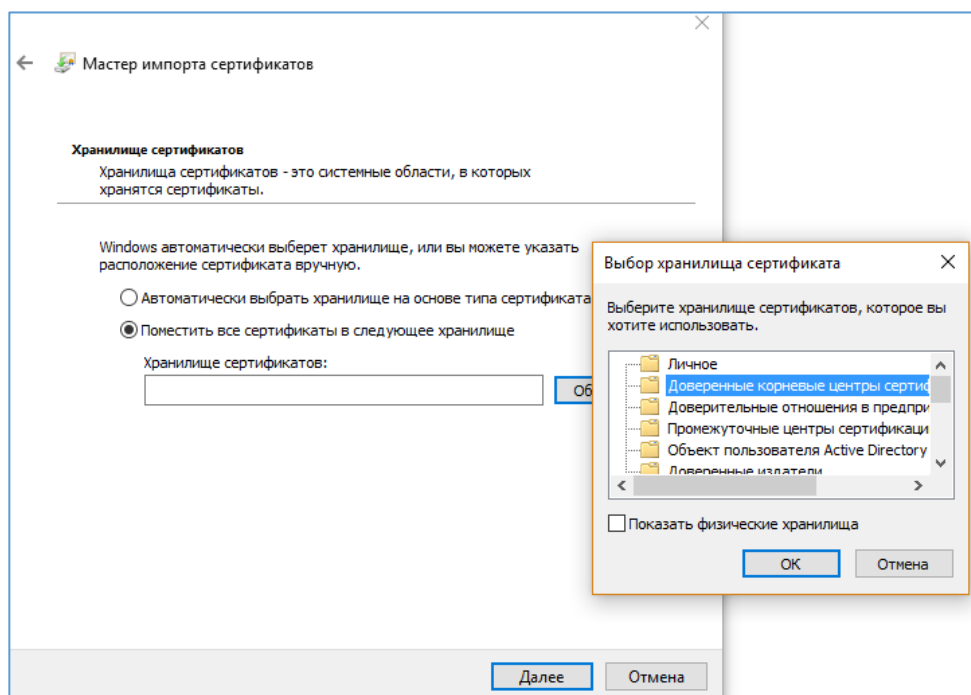 Мастер импорта сертификатов
Хранилище сертификатов
Хранилища сертификатов - это системные области, в которых
хранятся сертификаты.
Windows автоматически выберет хранилище, или вы можете указать
расположение сертификата вручную.
Автоматически выбрать хранилище на основе типа сертификата
Поместить все сертификаты в следующее хранилище
Хранилище сертификатов:
Об
Далее
Отмена
Выбор хранилища сертификата
Выберите хранилище сертификатов, которое вы
хотите использовать.
Личное
Доверенные корневые центры сертиф
Доверительные отношения в предпри
Промежуточные центры сертификаци
Объект пользователя Active Directory
Доверенные издатели
Показать физические хранилища
ОК
Отмена